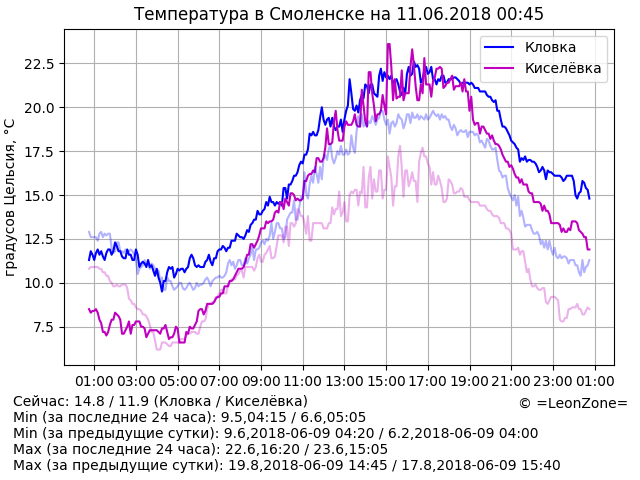 Температура в Смоленске на 11.06.2018 00:45
Кловка
Киселёвка
градусов Цельсия, °C
22.5
20.0
17.5
15.0
12.5
10.0
7.5
01:00 03:00 05:00 07:00 09:00 11:00 13:00 15:00 17:00 19:00 21:00 23:00 01:00
Сейчас: 14.8 / 11.9 (Кловка / Киселёвка)
© =LeonZone=
Min (за последние 24 часа): 9.5,04:15 / 6.6,05:05
Min (за предыдущие сутки): 9.6,2018-06-09 04:20 / 6.2,2018-06-09 04:00
Max (за последние 24 часа): 22.6,16:20 / 23.6,15:05
Max (за предыдущие сутки): 19.8,2018-06-09 14:45 / 17.8,2018-06-09 15:40